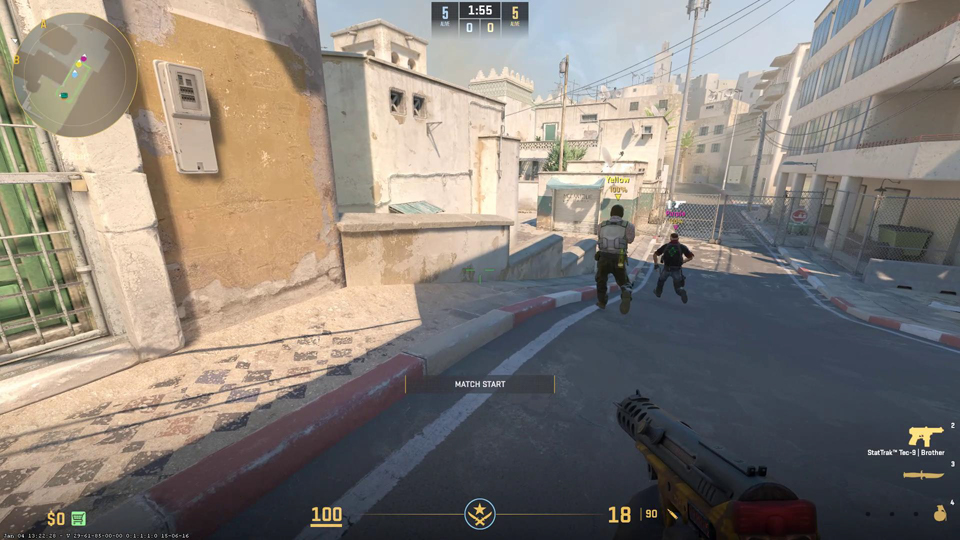 A
B
5 1:55 5
ALIVE 0 0 ALIVE
Yellow
100%
MATCH START
2
StatTrak™ Tec-9 | Brother
3
4
$0
100
18 | 90